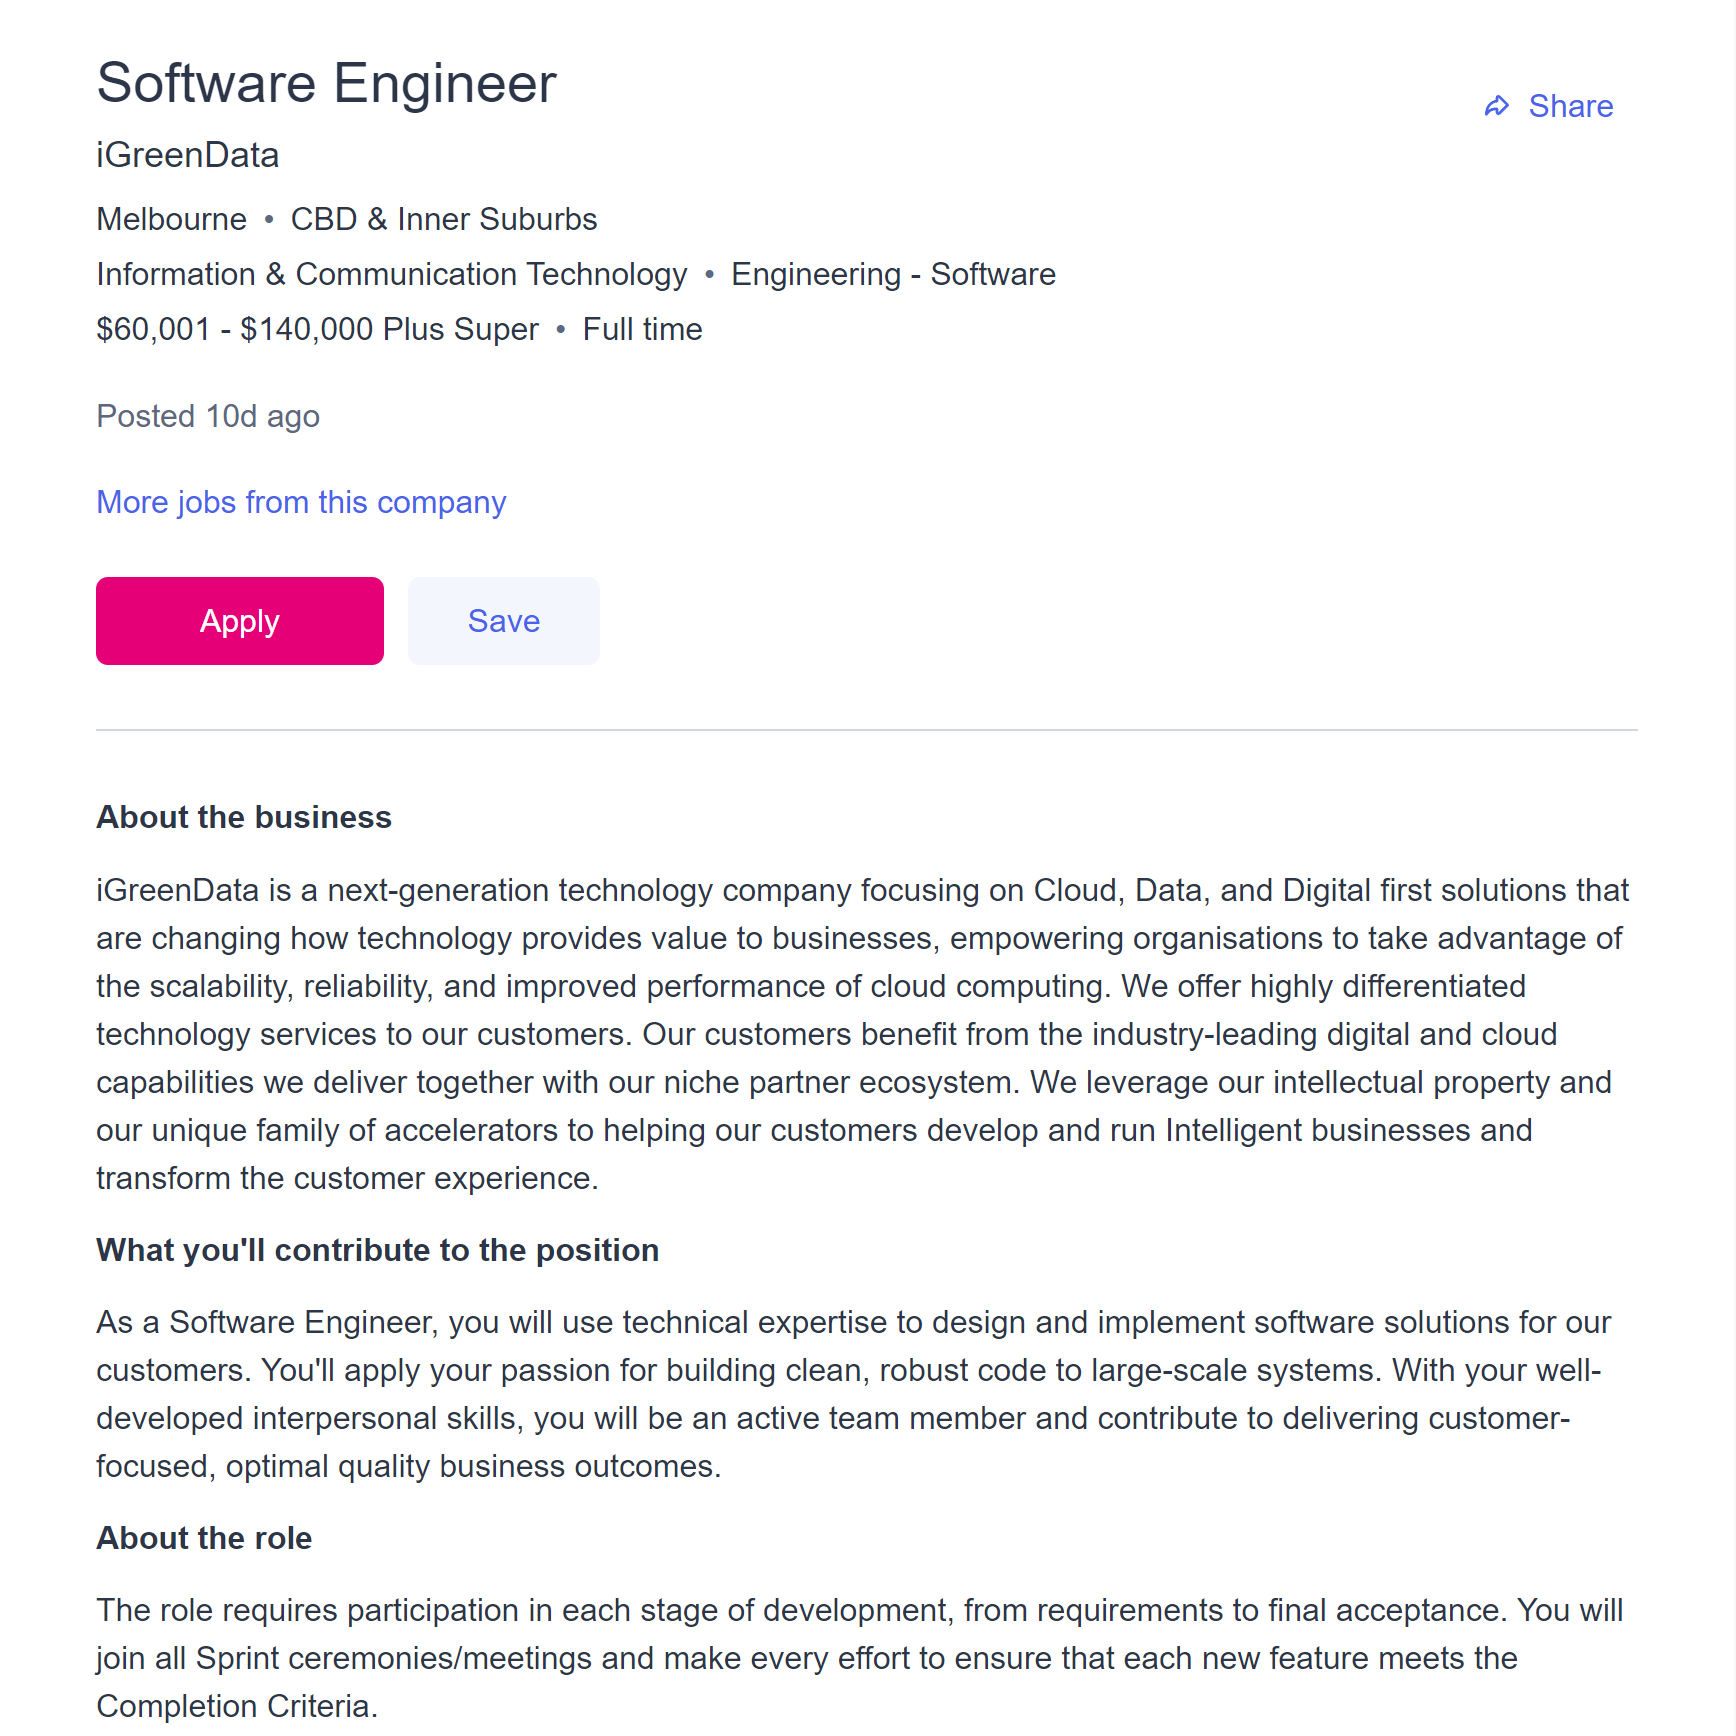 Software Engineer
Share
iGreenData
Melbourne • CBD & Inner Suburbs
Information & Communication Technology • Engineering - Software
$60,001 - $140,000 Plus Super • Full time
Posted 10d ago
More jobs from this company
Apply Save
About the business
iGreenData is a next-generation technology company focusing on Cloud, Data, and Digital first solutions that
are changing how technology provides value to businesses, empowering organisations to take advantage of
the scalability, reliability, and improved performance of cloud computing. We offer highly differentiated
technology services to our customers. Our customers benefit from the industry-leading digital and cloud
capabilities we deliver together with our niche partner ecosystem. We leverage our intellectual property and
our unique family of accelerators to helping our customers develop and run Intelligent businesses and
transform the customer experience.
What you'll contribute to the position
As a Software Engineer, you will use technical expertise to design and implement software solutions for our
customers. You'll apply your passion for building clean, robust code to large-scale systems. With your well-
developed interpersonal skills, you will be an active team member and contribute to delivering customer-
focused, optimal quality business outcomes.
About the role
The role requires participation in each stage of development, from requirements to final acceptance. You will
join all Sprint ceremonies/meetings and make every effort to ensure that each new feature meets the
Completion Criteria.